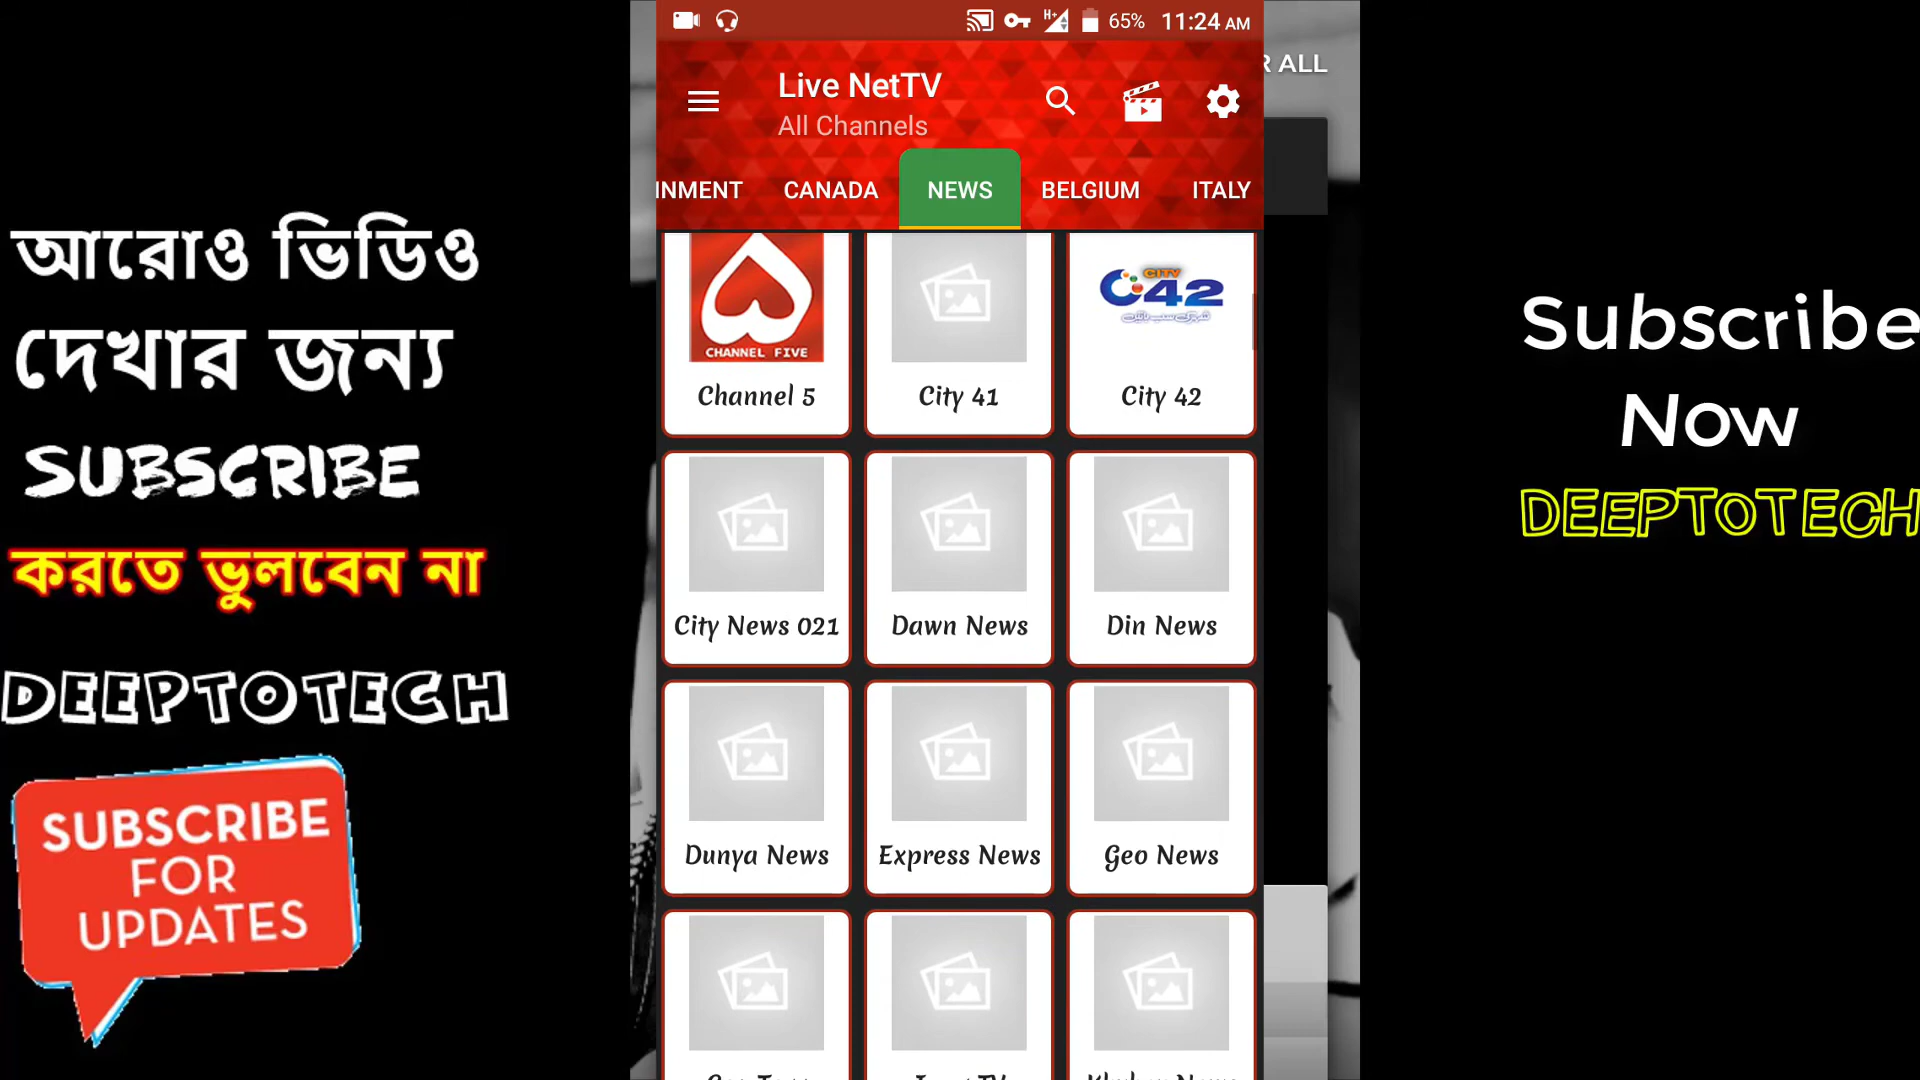 আরোও ভিডিও
দেখার জন্য
SUBSCRIBE
করতে ভুলবেন না
DEEPTOTECH
SUBSCRIBE
FOR
UPDATES
H+ 65% 11:24 AM
Live NetTV
All Channels
INMENT CANADA NEWS BELGIUM ITALY
CHANNEL FIVE
CITY
42
Channel 5 City 41 City 42
City News 021 Dawn News Din News
Dunya News Express News Geo News
R ALL
Subscribe
Now
DEEPTOTECH